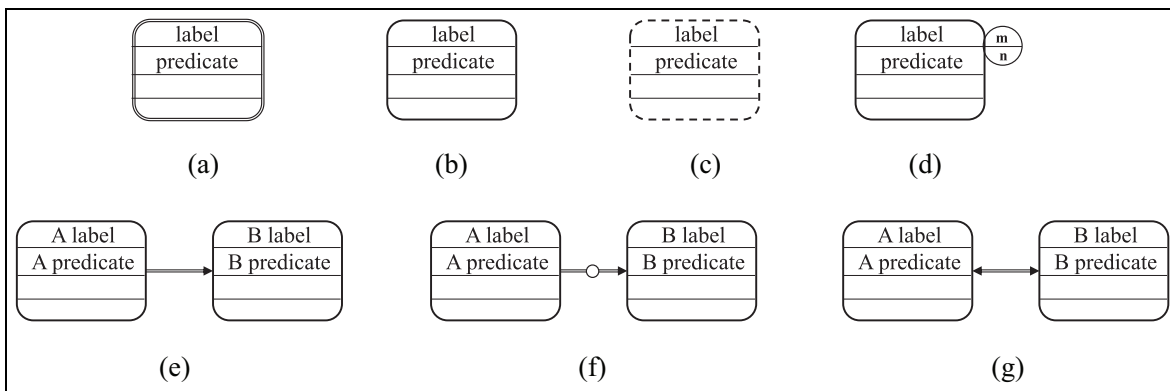 label label label label m
predicate predicate predicate predicate n
(a) (b) (c) (d)
A label B label A label B label A label B label
A predicate B predicate A predicate B predicate A predicate B predicate
(e) (f) (g)